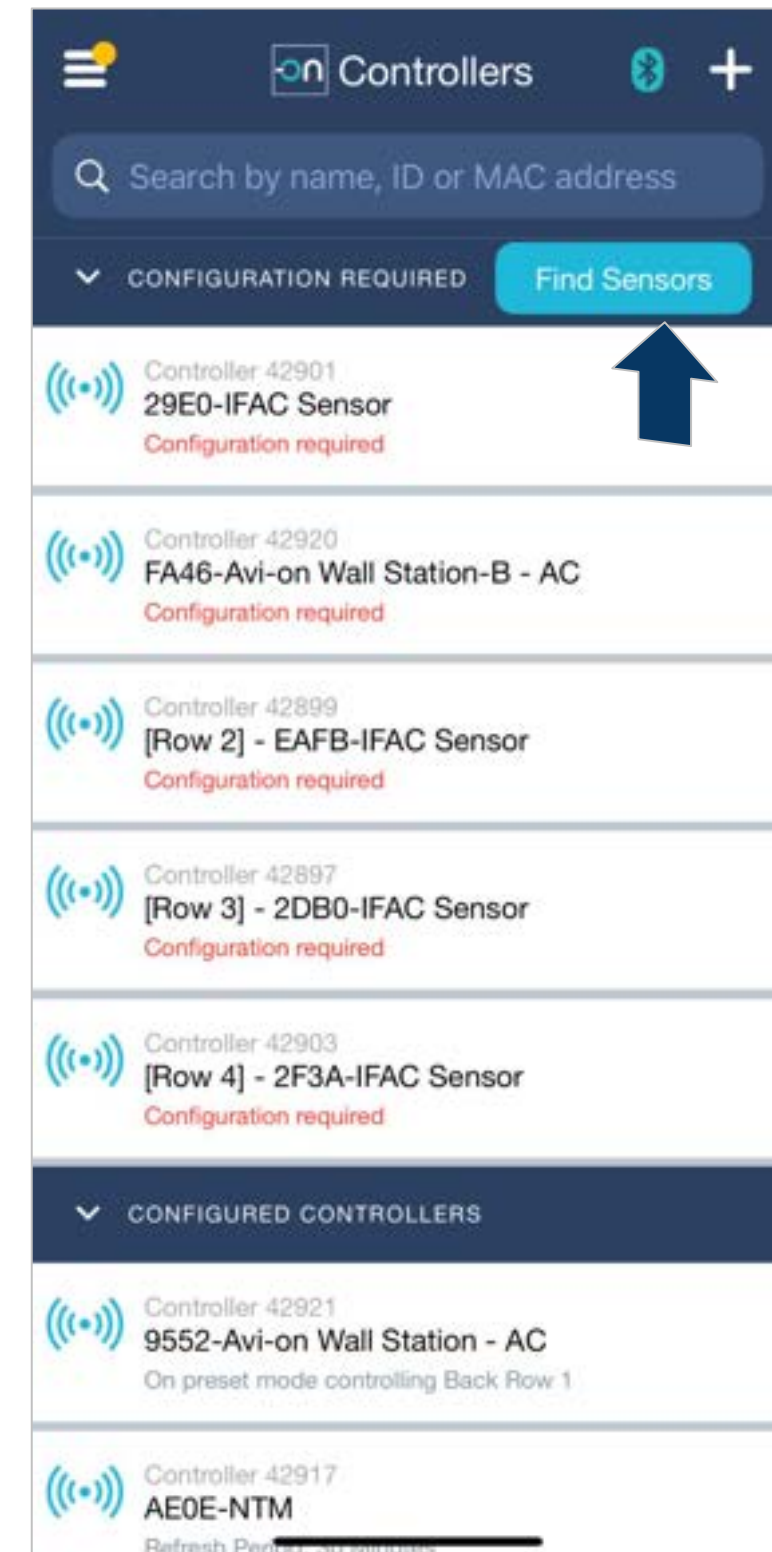 on Controllers
Search by name, ID or MAC address
CONFIGURATION REQUIRED Find Sensors
Controller 42901
29E0-IFAC Sensor
Configuration required
Controller 42920
FA46-Avi-on Wall Station-B - AC
Configuration required
Controller 42899
[Row 2] - EAFB-IFAC Sensor
Configuration required
Controller 42897
[Row 3] - 2DB0-IFAC Sensor
Configuration required
Controller 42903
[Row 4] - 2F3A-IFAC Sensor
Configuration required
CONFIGURED CONTROLLERS
Controller 42921
9552-Avi-on Wall Station - AC
On preset mode controlling Back Row 1
Controller 42917
AE0E-NTM
Refresh Period